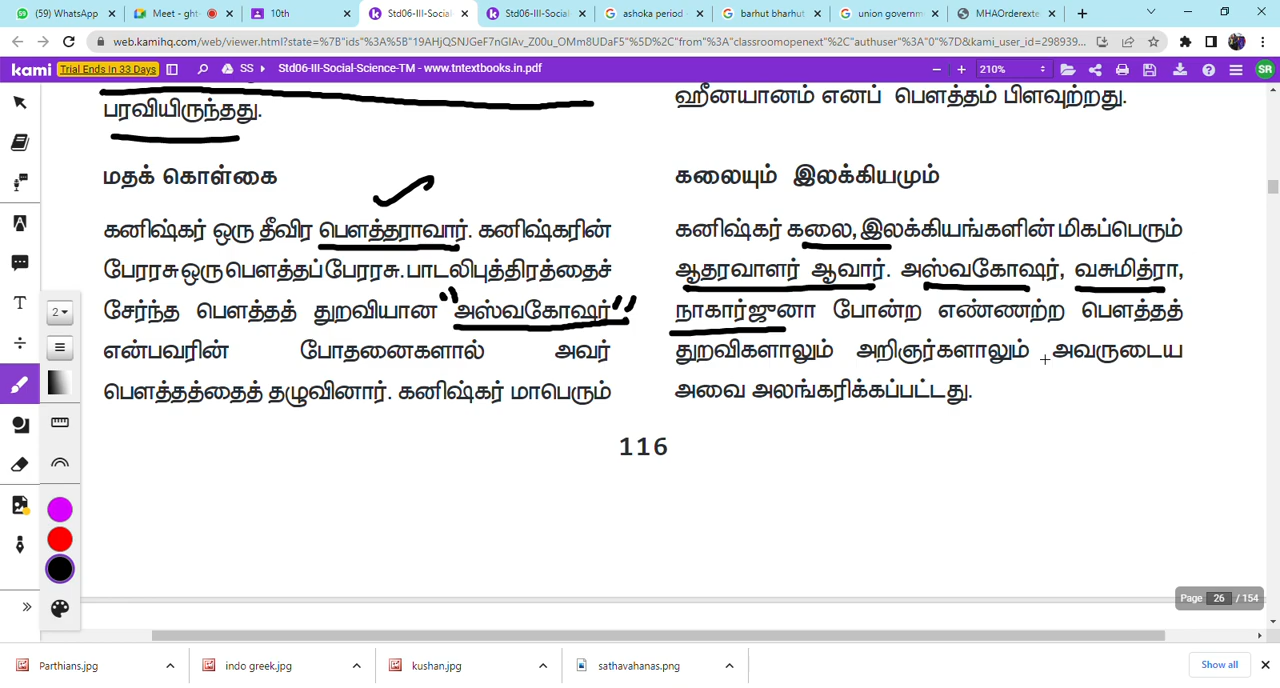 (59) WhatsApp
Meet - ght-
10th
Std06-III-Social-
Std06-III-Social-
ashoka period -
barhut bharhut
union governm
MHAOrderexte
web.kamihq.com/web/viewer.html?state=%7B"ids"%3A%5B"19AHjQSNJGeF7nGIAv_Z00u_OMm8UDaF5"%5D%2C"from"%3A"classroomopennext"%2C"authuser"%3A"0"%7D&kami_user_id=298939...
kami
Trial Ends In 33 Days
SS
Std06-III-Social-Science-TM - www.tntextbooks.in.pdf
210%
SR
பரவியிருந்தது.
மதக் கொள்கை
கனிஷ்கர் ஒரு தீவிர பௌத்தராவார். கனிஷ்கரின்
பேரரசு ஒரு பௌத்தப் பேரரசு. பாடலிபுத்திரத்தைச்
சேர்ந்த பௌத்தத் துறவியான "அஸ்வகோஷர்"
என்பவரின் போதனைகளால் அவர்
பௌத்தத்தைத் தழுவினார். கனிஷ்கர் மாபெரும்
ஹீனயானம் எனப் பௌத்தம் பிளவுற்றது.
கலையும் இலக்கியமும்
கனிஷ்கர் கலை, இலக்கியங்களின் மிகப்பெரும்
ஆதரவாளர் ஆவார். அஸ்வகோஷர், வசுமித்ரா,
நாகார்ஜுனா போன்ற எண்ணற்ற பௌத்தத்
துறவிகளாலும் அறிஞர்களாலும் அவருடைய
அவை அலங்கரிக்கப்பட்டது.
116
2
Page 26 / 154
Parthians.jpg
indo greek.jpg
kushan.jpg
sathavahanas.png
Show all